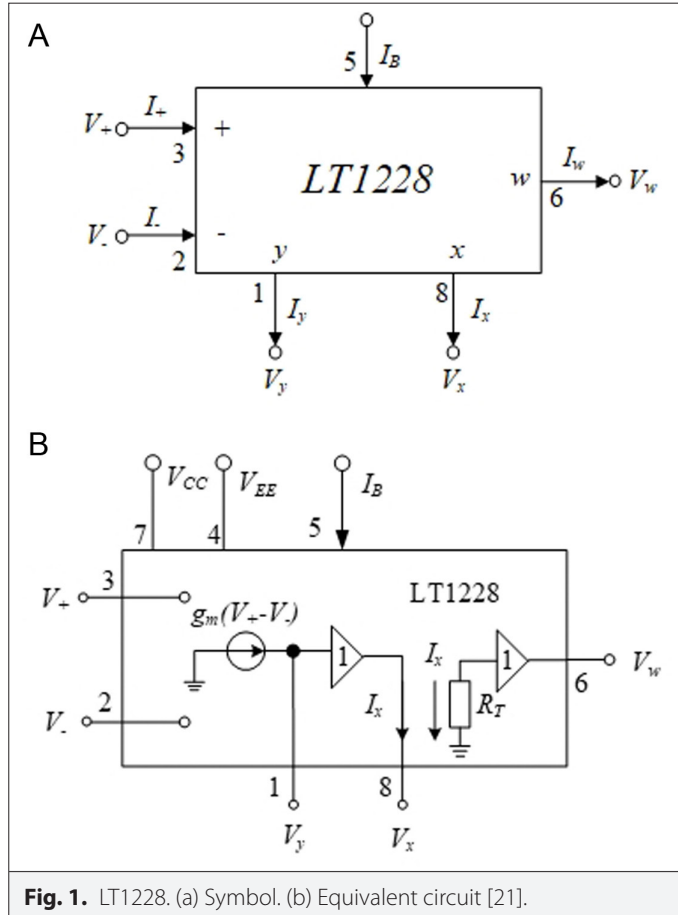 A
5 I_B
V_+ I_+ 3 +
LT1228
w I_w 6 V_w
V_- I_- 2 -
y x
1 I_y 8 I_x
V_y V_x
B
V_CC V_EE I_B
7 4 5
V_+ 3
LT1228
g_m(V_+-V_-)
1 I_x 1 V_w
6
V_- 2 I_x R_T
1 8
V_y V_x
Fig. 1. LT1228. (a) Symbol. (b) Equivalent circuit [21].